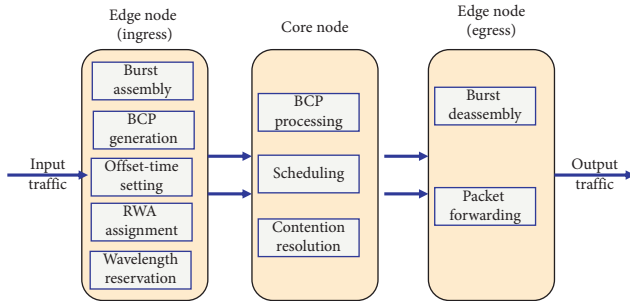 Edge node
(ingress)
Core node
Edge node
(egress)
Input
traffic
Burst
assembly
BCP
generation
Offset-time
setting
RWA
assignment
Wavelength
reservation
BCP
processing
Scheduling
Contention
resolution
Burst
deassembly
Packet
forwarding
Output
traffic